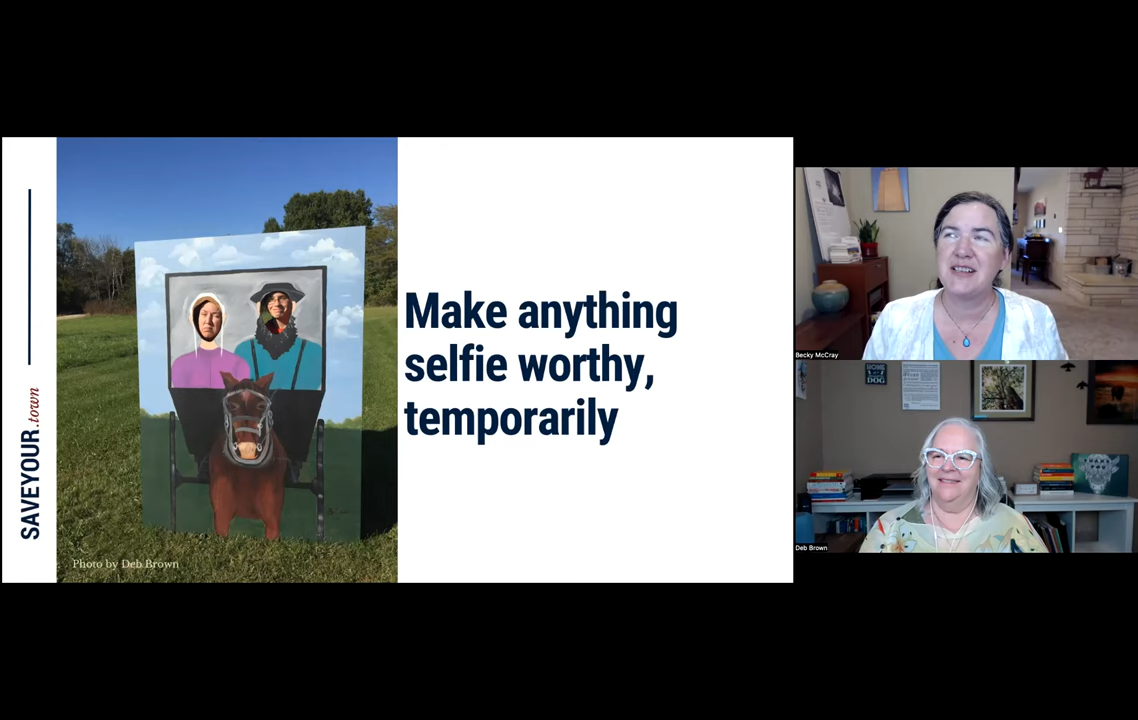 SAVEYOUR.town
Photo by Deb Brown
Make anything
selfie worthy,
temporarily
Becky McCray
Deb Brown